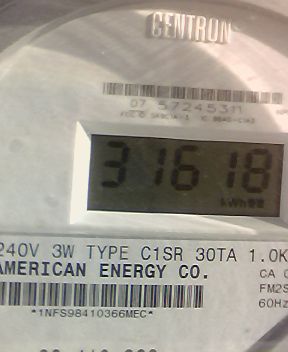 CENTRON
07 57245311
31618
kWh
240V 3W TYPE C1SR 30TA 1.0K
AMERICAN ENERGY CO.
CA
FM2S
60Hz
*1NFS98410366MEC*